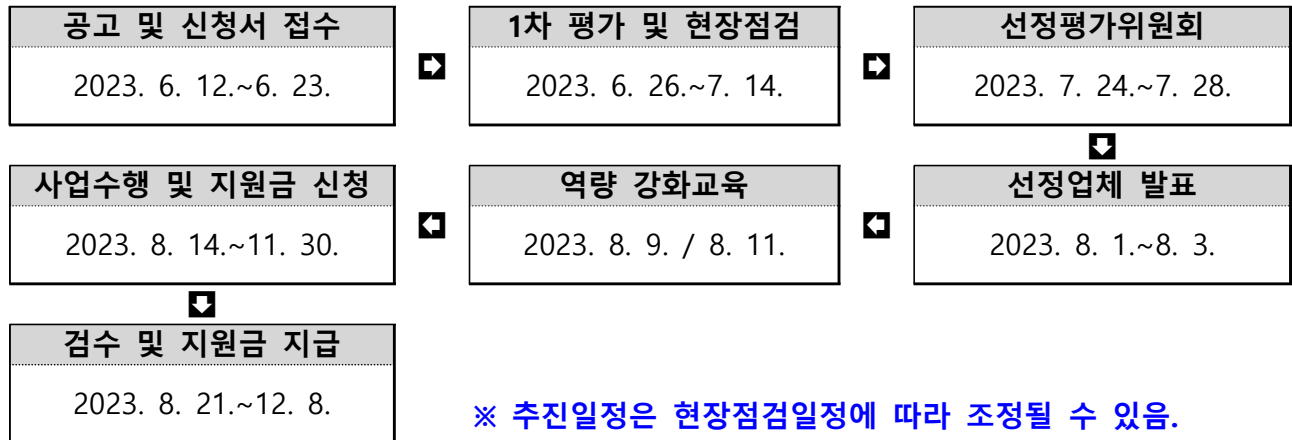 공고 및 신청서 접수
2023. 6. 12.~6. 23.
1차 평가 및 현장점검
2023. 6. 26.~7. 14.
선정평가위원회
2023. 7. 24.~7. 28.
선정업체 발표
2023. 8. 1.~8. 3.
역량 강화교육
2023. 8. 9. / 8. 11.
사업수행 및 지원금 신청
2023. 8. 14.~11. 30.
검수 및 지원금 지급
2023. 8. 21.~12. 8.
※ 추진일정은 현장점검일정에 따라 조정될 수 있음.